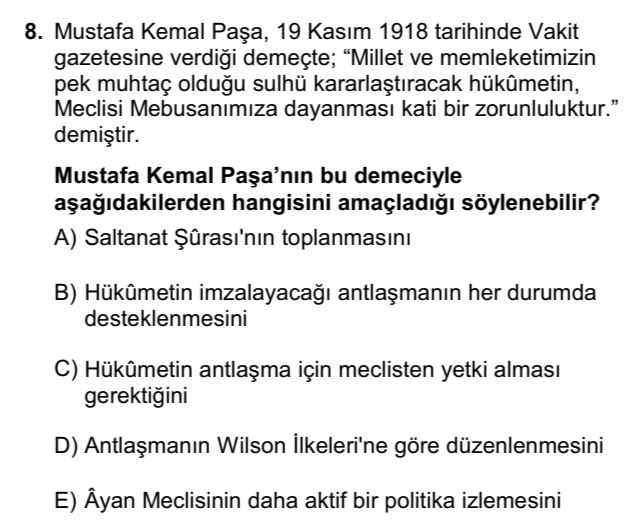 8. Mustafa Kemal Paşa, 19 Kasım 1918 tarihinde Vakit
gazetesine verdiği demeçte; “Millet ve memleketimizin
pek muhtaç olduğu sulhü kararlaştıracak hükûmetin,
Meclisi Mebusanımıza dayanması kati bir zorunluluktur.”
demiştir.
Mustafa Kemal Paşa’nın bu demeciyle
aşağıdakilerden hangisini amaçladığı söylenebilir?
A) Saltanat Şûrası'nın toplanmasını
B) Hükûmetin imzalayacağı antlaşmanın her durumda
desteklenmesini
C) Hükûmetin antlaşma için meclisten yetki alması
gerektiğini
D) Antlaşmanın Wilson İlkeleri'ne göre düzenlenmesini
E) Âyan Meclisinin daha aktif bir politika izlemesini